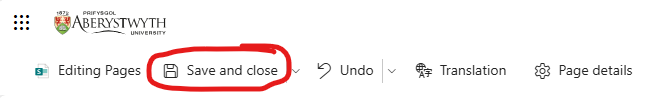 1872
PRIFYSGOL
ABERYSTWYTH
UNIVERSITY
Editing Pages Save and close Undo Translation Page details